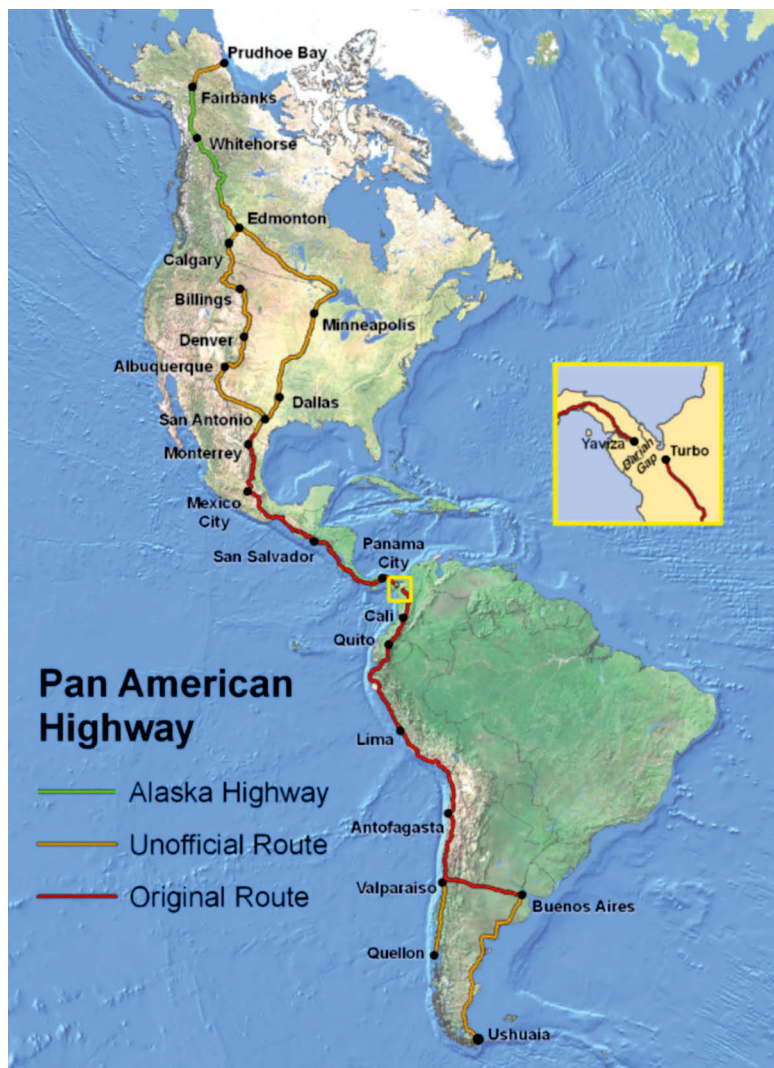 Prudhoe Bay
Fairbanks
Whitehorse
Edmonton
Calgary
Billings
Minneapolis
Denver
Albuquerque
Dallas
San Antonio
Monterrey
Mexico
City
San Salvador
Panama
City
Yaviza
Darian
Gap
Turbo
Cali
Quito
Pan American
Highway
Lima
Alaska Highway
Antofagasta
Unofficial Route
Valparaiso
Original Route
Buenos Aires
Quellon
Ushuaia